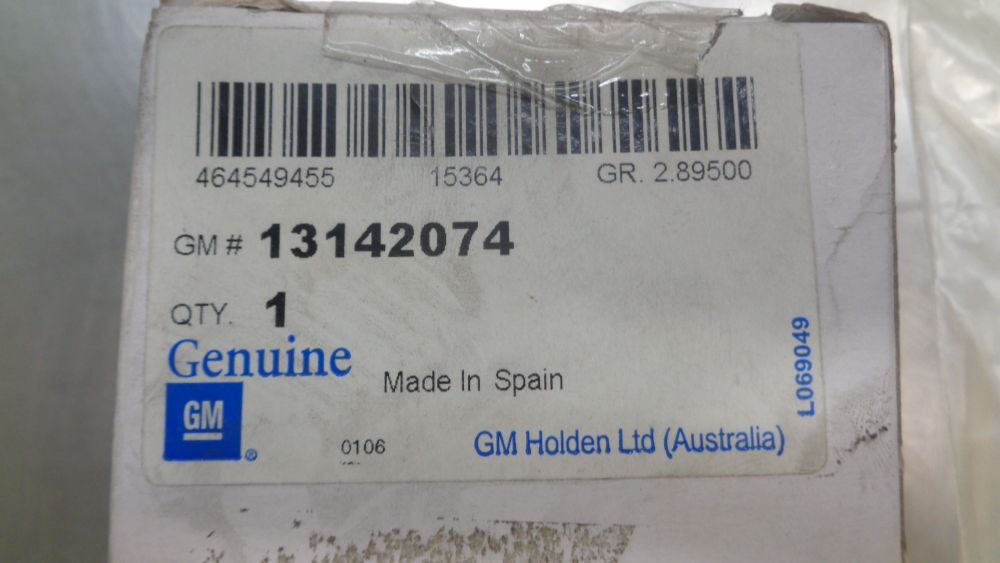 464549455 15364 GR. 2.89500
GM # 13142074
QTY. 1
Genuine
GM ®
Made In Spain
0106
GM Holden Ltd (Australia)
L069049